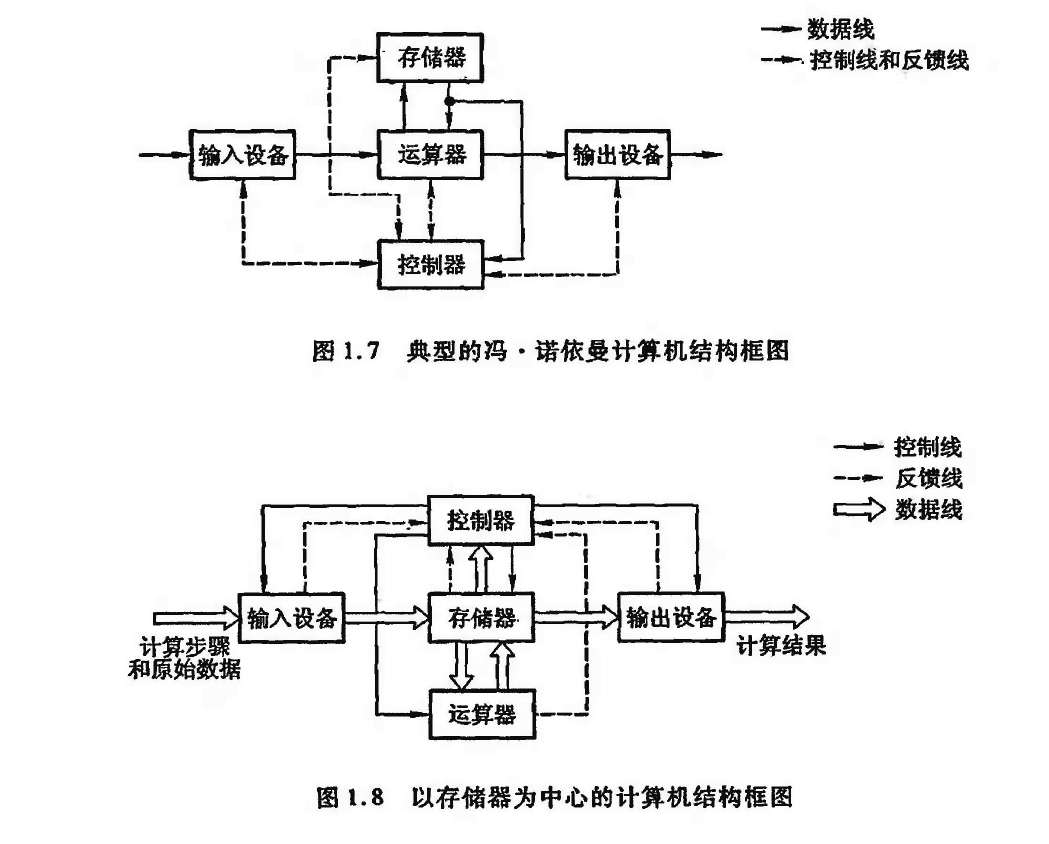 数据线
控制线和反馈线
存储器
输入设备
运算器
输出设备
控制器
图1.7 典型的冯·诺依曼计算机结构框图
控制线
反馈线
数据线
控制器
输入设备
存储器
输出设备
计算步骤
和原始数据
计算结果
运算器
图1.8 以存储器为中心的计算机结构框图